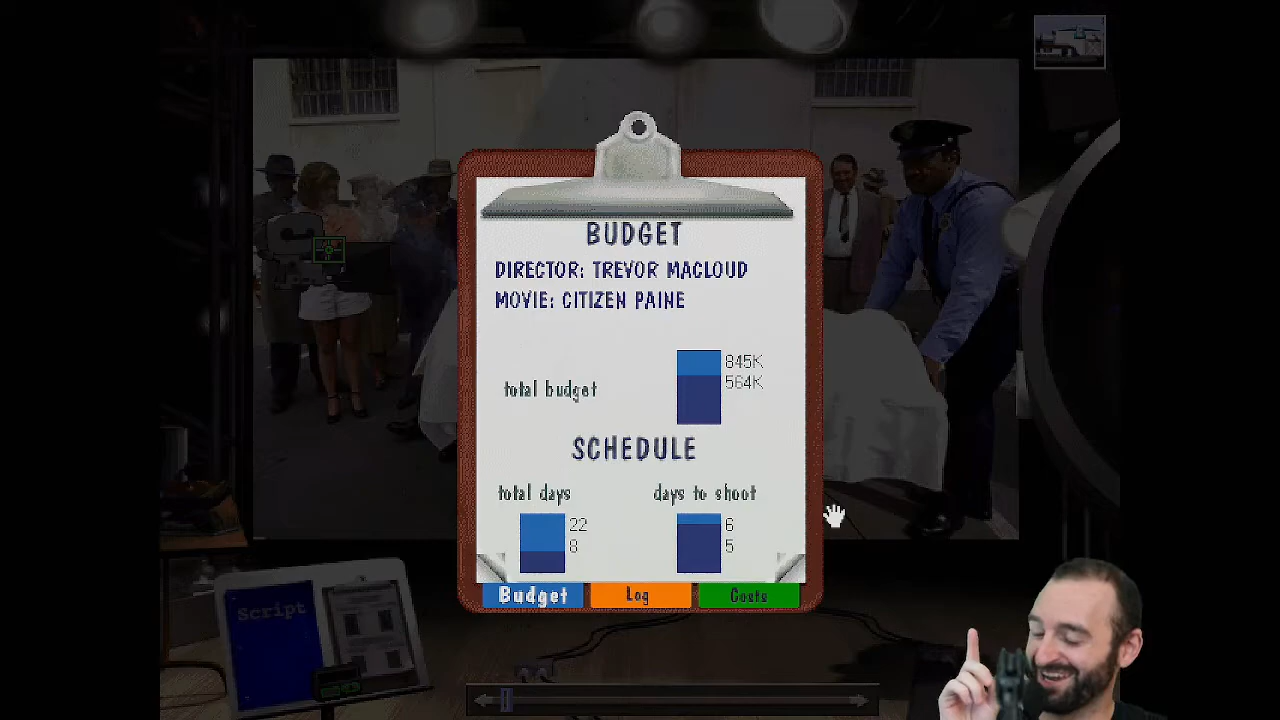 BUDGET
DIRECTOR: TREVOR MACLOUD
MOVIE: CITIZEN PAINE
845K
564K
total budget
SCHEDULE
total days
days to shoot
22
6
8
5
Budget
Log
Costs
Script